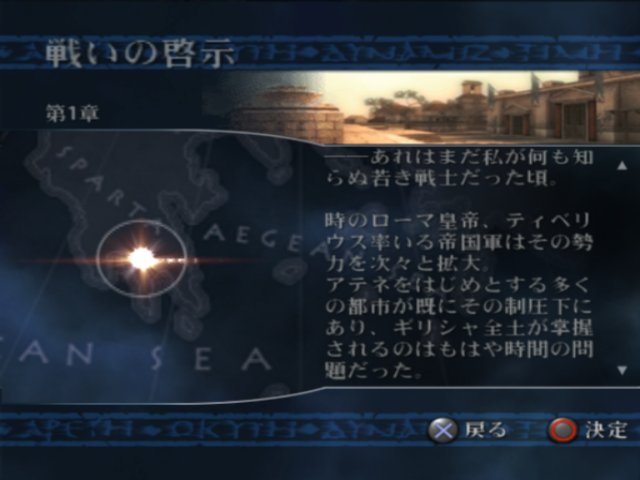 戦いの啓示
第1章
SPARTA
AEGEAN
AN SEA
――あれはまだ私が何も知
らぬ若き戦士だった頃。
時のローマ皇帝、ティベリ
ウス率いる帝国軍はその勢
力を次々と拡大。
アテネをはじめとする多く
の都市が既にその制圧下に
あり、ギリシャ全土が掌握
されるのはもはや時間の問
題だった。
戻る
決定